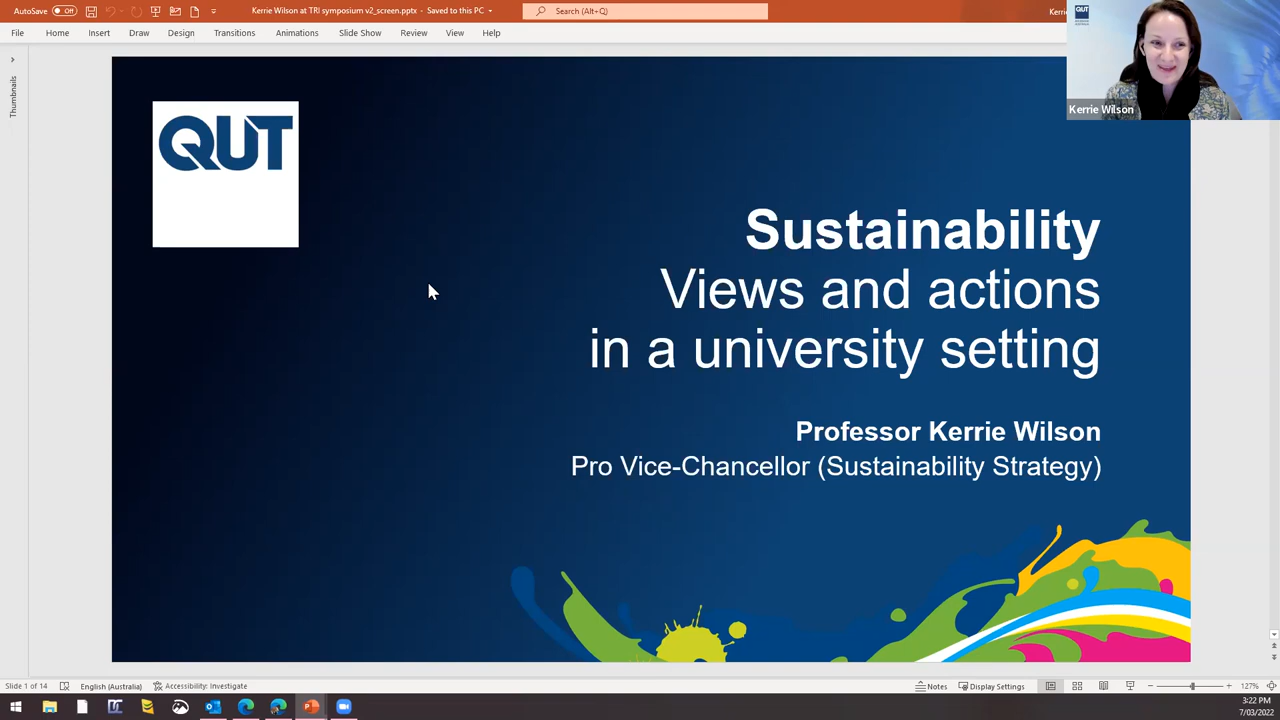 AutoSave
Off
Kerrie Wilson at TRI symposium v2_screen.pptx - Saved to this PC
Search (Alt+Q)
Kerrie
File Home Insert Draw Design Transitions Animations Slide Show Review View Help
QUT
Kerrie Wilson
Thumbnails
QUT
Sustainability
Views and actions
in a university setting
Professor Kerrie Wilson
Pro Vice-Chancellor (Sustainability Strategy)
Slide 1 of 14 English (Australia) Accessibility: Investigate Notes Display Settings 127%
3:22 PM
7/03/2022